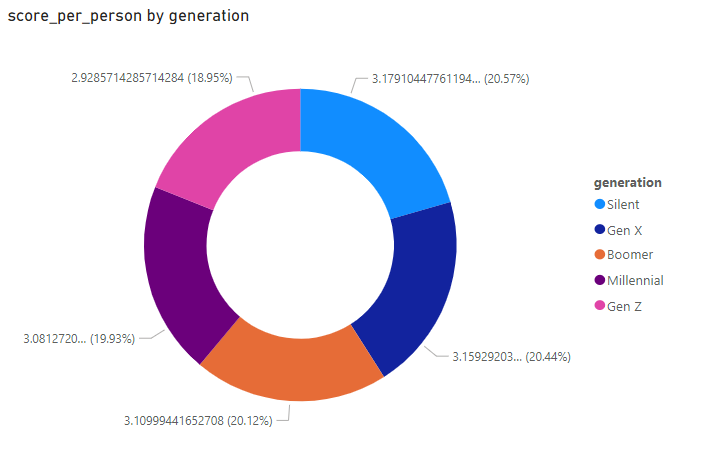 score_per_person by generation
2.9285714285714284 (18.95%)
3.17910447761194... (20.57%)
generation
Silent
Gen X
Boomer
Millennial
Gen Z
3.0812720... (19.93%)
3.15929203... (20.44%)
3.10999441652708 (20.12%)